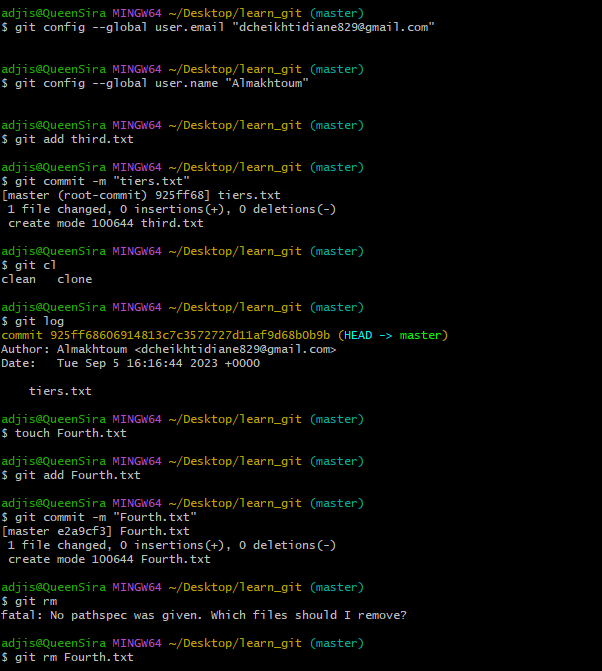 adjis@QueenSira MINGW64 ~/Desktop/learn_git (master)
$ git config --global user.email "dcheikhtidiane829@gmail.com"
adjis@QueenSira MINGW64 ~/Desktop/learn_git (master)
$ git config --global user.name "Almakhtoum"
adjis@QueenSira MINGW64 ~/Desktop/learn_git (master)
$ git add third.txt
adjis@QueenSira MINGW64 ~/Desktop/learn_git (master)
$ git commit -m "tiers.txt"
[master (root-commit) 925ff68] tiers.txt
 1 file changed, 0 insertions(+), 0 deletions(-)
 create mode 100644 third.txt
adjis@QueenSira MINGW64 ~/Desktop/learn_git (master)
$ git cl
clean   clone
adjis@QueenSira MINGW64 ~/Desktop/learn_git (master)
$ git log
commit 925ff68606914813c7c3572727d11af9d68b0b9b (HEAD -> master)
Author: Almakhtoum <dcheikhtidiane829@gmail.com>
Date:   Tue Sep 5 16:16:44 2023 +0000
    tiers.txt
adjis@QueenSira MINGW64 ~/Desktop/learn_git (master)
$ touch Fourth.txt
adjis@QueenSira MINGW64 ~/Desktop/learn_git (master)
$ git add Fourth.txt
adjis@QueenSira MINGW64 ~/Desktop/learn_git (master)
$ git commit -m "Fourth.txt"
[master e2a9cf3] Fourth.txt
 1 file changed, 0 insertions(+), 0 deletions(-)
 create mode 100644 Fourth.txt
adjis@QueenSira MINGW64 ~/Desktop/learn_git (master)
$ git rm
fatal: No pathspec was given. Which files should I remove?
adjis@QueenSira MINGW64 ~/Desktop/learn_git (master)
$ git rm Fourth.txt